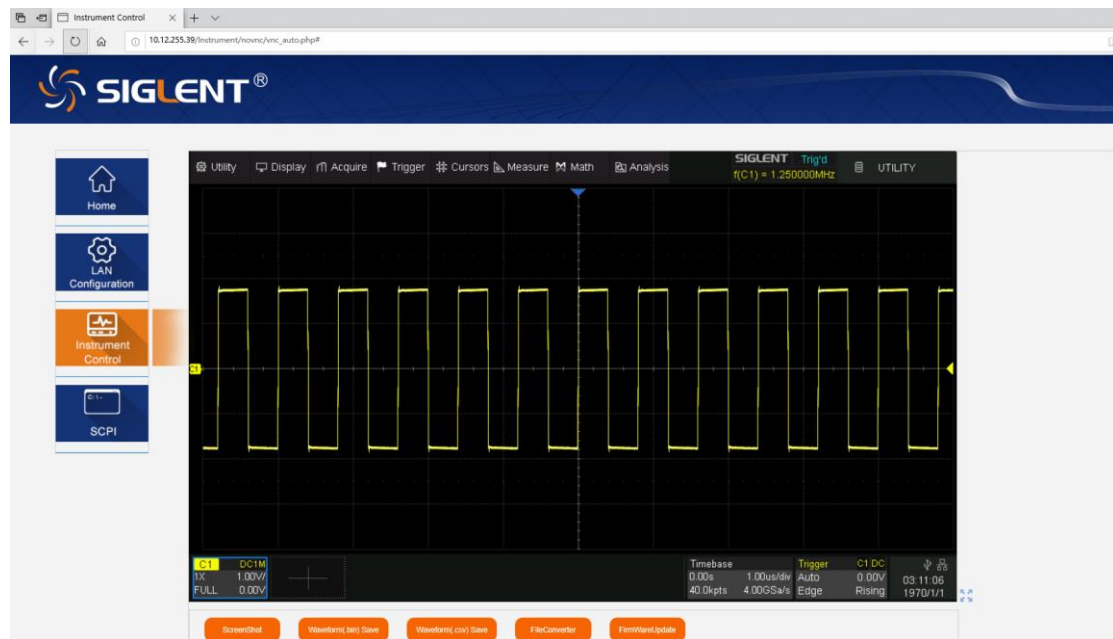 Instrument Control
10.12.255.39/Instrument/novnc/vnc_auto.php#
SIGLENT®
Home
LAN
Configuration
Instrument
Control
SCPI
Utility Display Acquire Trigger Cursors Measure Math Analysis
SIGLENT Trig'd
f(C1) = 1.250000MHz
UTILITY
C1
C1 DC1M
1X 1.00V/
FULL 0.00V
Timebase
0.00s 1.00us/div
40.0kpts 4.00GSa/s
Trigger C1 DC
Auto 0.00V
Edge Rising
03:11:06
1970/1/1
ScreenShot Waveform(.bin) Save Waveform(.csv) Save FileConverter FirmWareUpdate